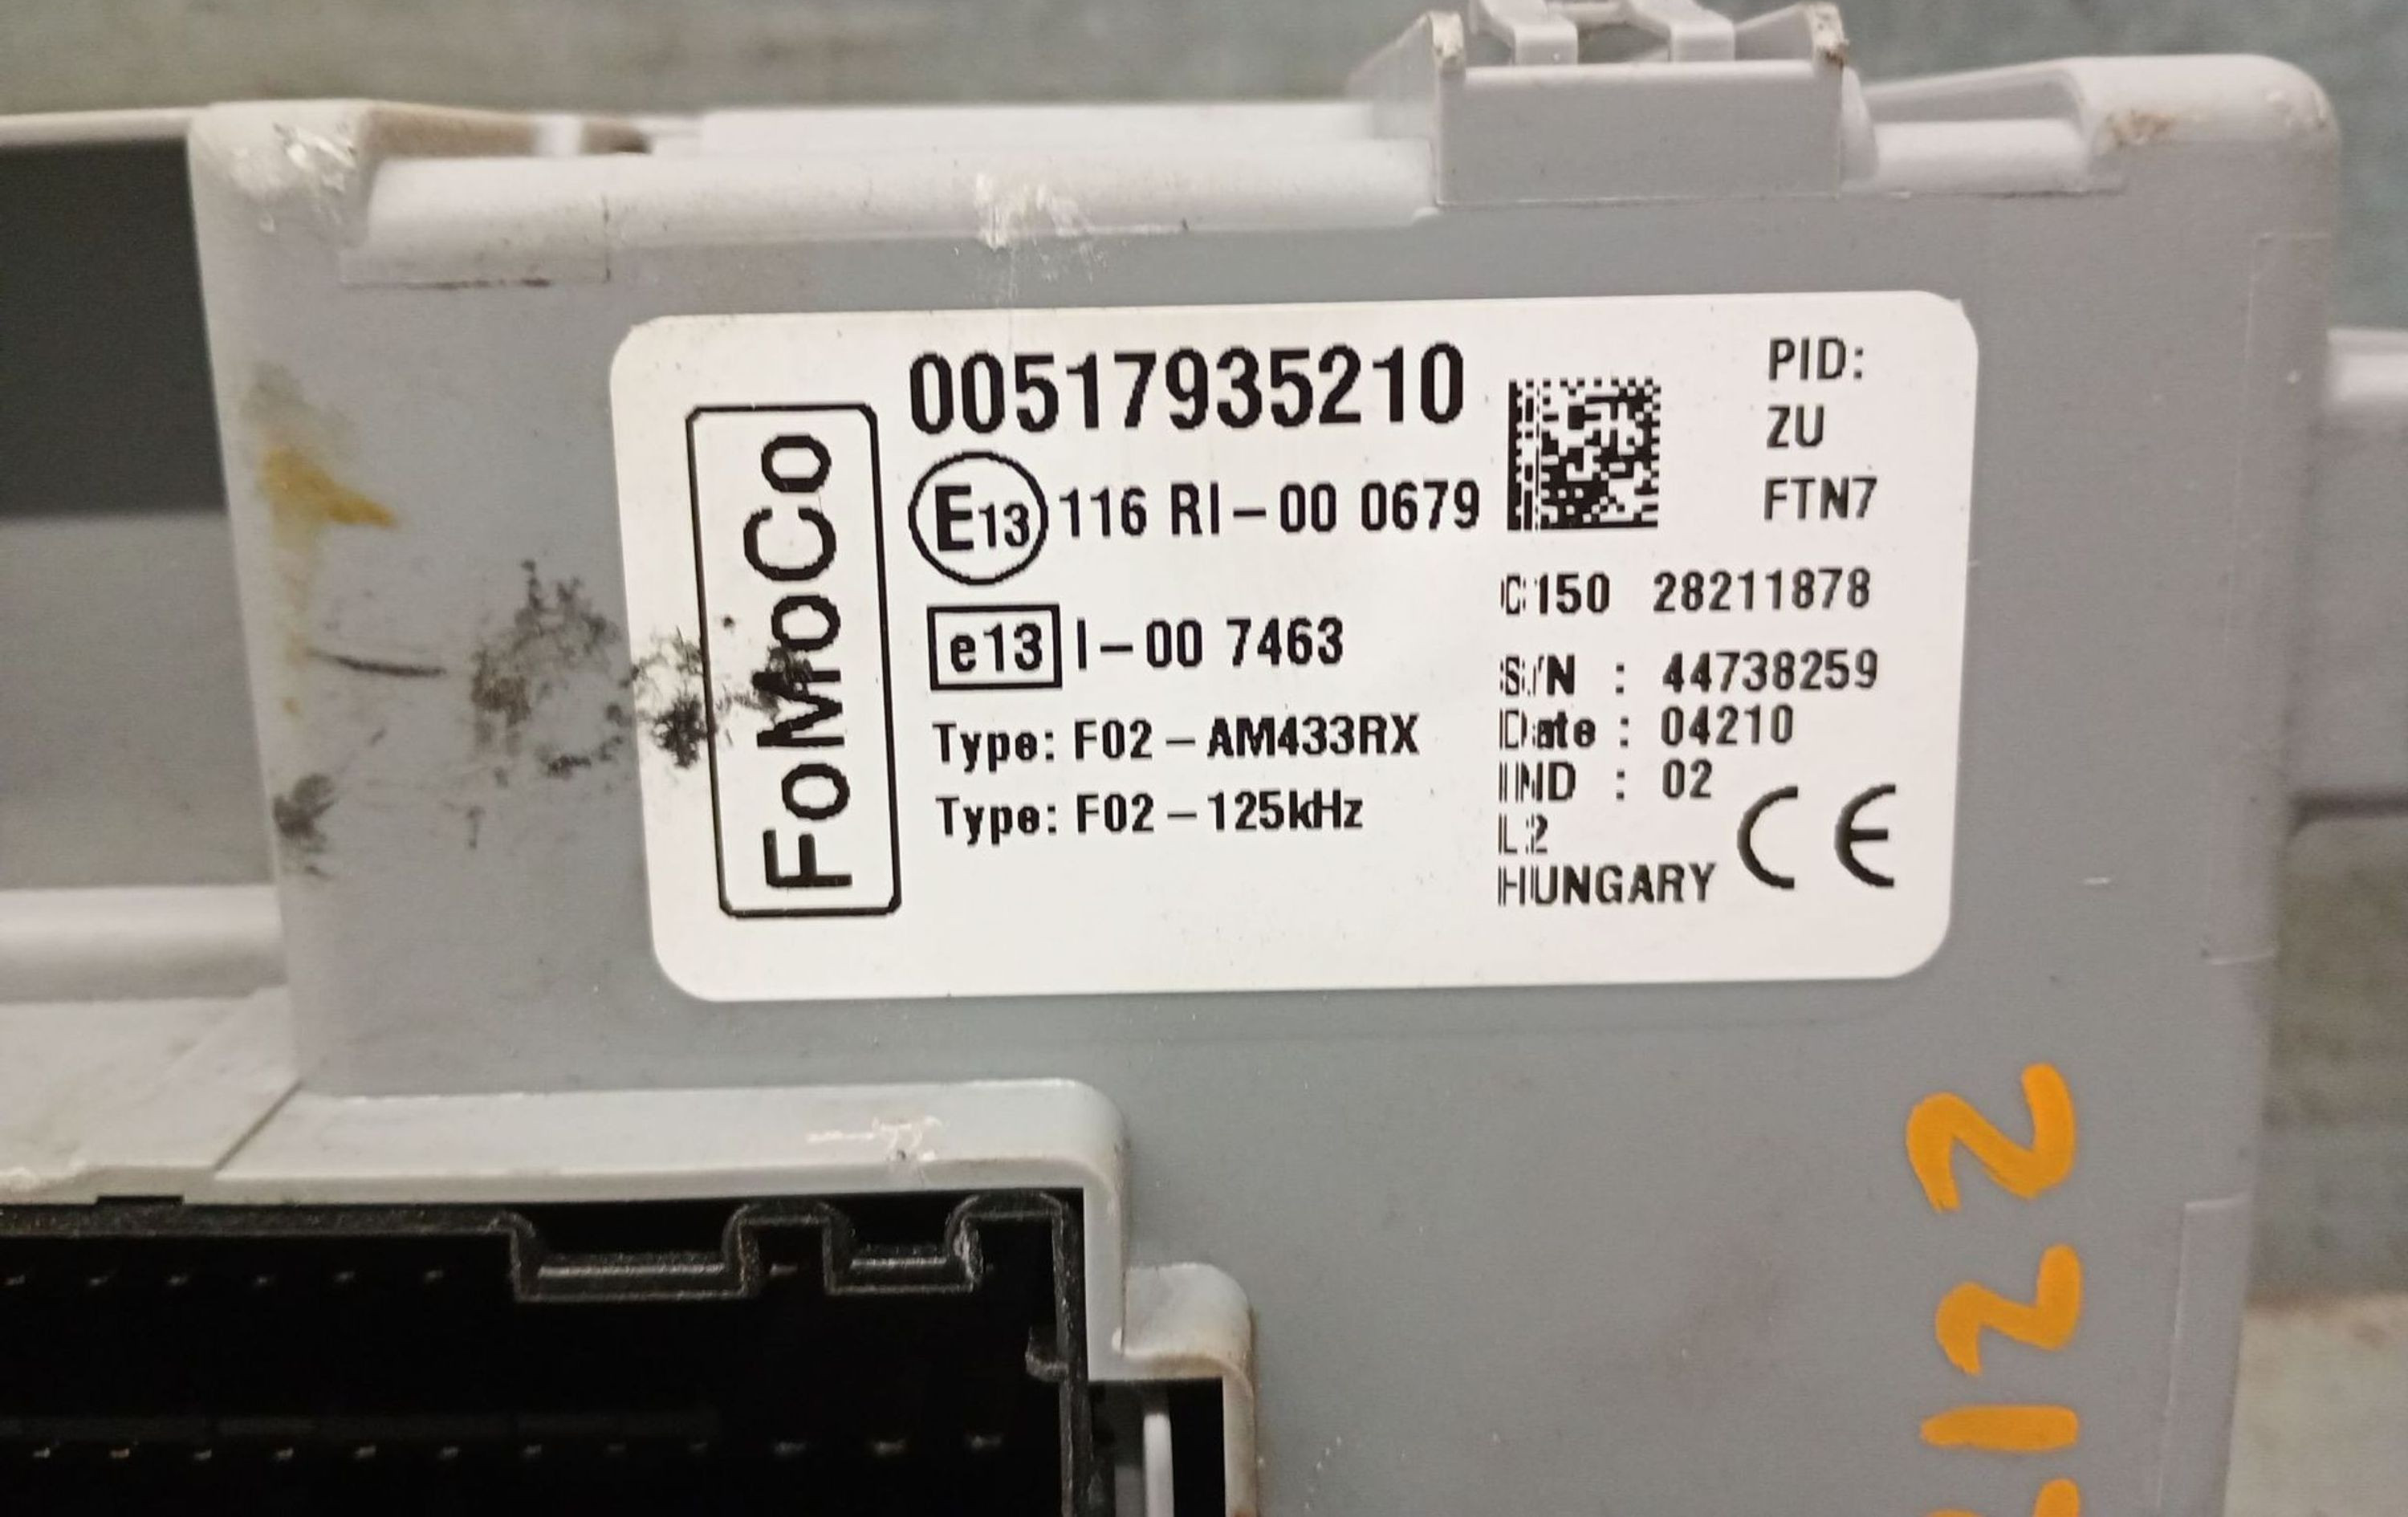 FoMoCo
00517935210
E13 116 RI-00 0679
e13 I-00 7463
Type: F02-AM433RX
Type: F02-125kHz
PID:
ZU
FTN7
C150 28211878
S/N : 44738259
Date : 04210
IND : 02
L2
HUNGARY
CE